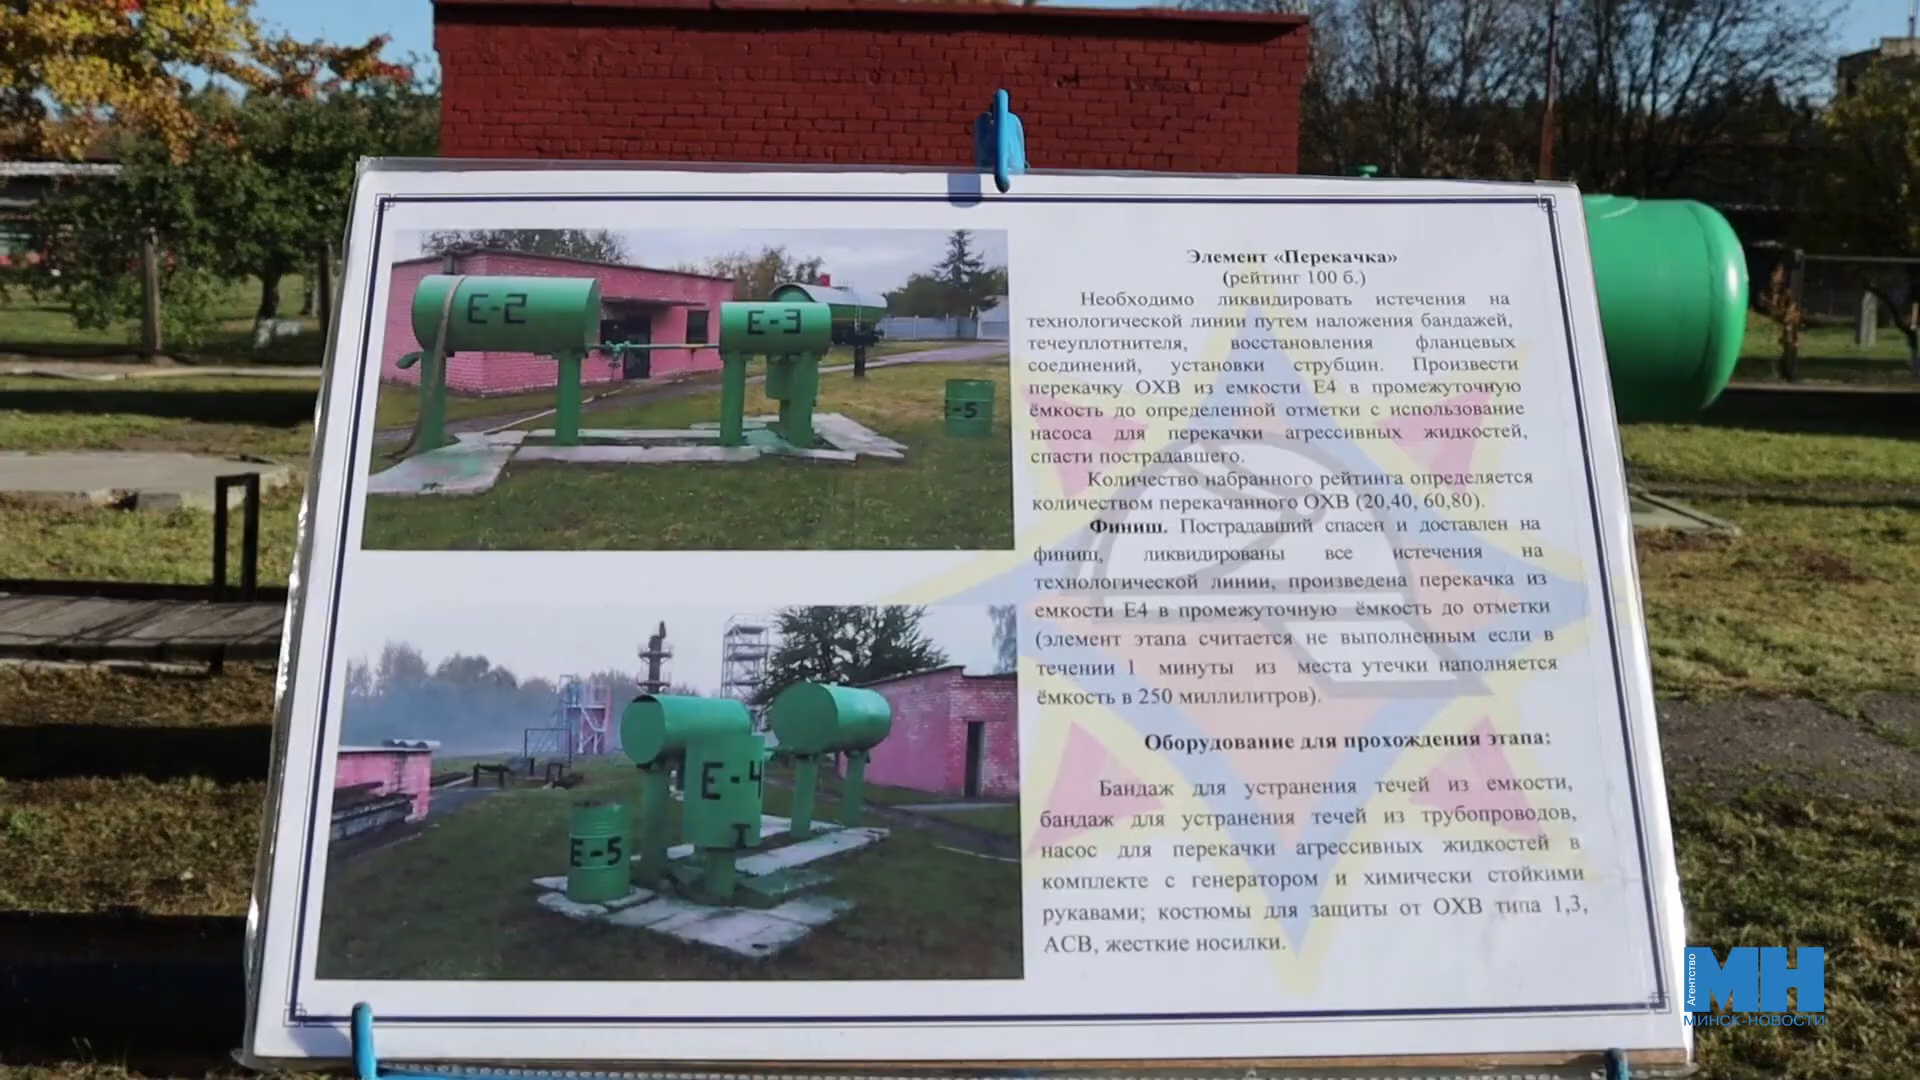 Элемент «Перекачка»
(рейтинг 100 б.)
Необходимо ликвидировать истечения на
технологической линии путем наложения бандажей,
течеуплотнителя, восстановления фланцевых
соединений, установки струбцин. Произвести
перекачку ОХВ из емкости Е4 в промежуточную
ёмкость до определенной отметки с использование
насоса для перекачки агрессивных жидкостей,
спасти пострадавшего.
Количество набранного рейтинга определяется
количеством перекачанного ОХВ (20,40, 60,80).
Финиш. Пострадавший спасен и доставлен на
финиш, ликвидированы все истечения на
технологической линии, произведена перекачка из
емкости Е4 в промежуточную ёмкость до отметки
(элемент этапа считается не выполненным если в
течении 1 минуты из места утечки наполняется
ёмкость в 250 миллилитров).
Оборудование для прохождения этапа:
Бандаж для устранения течей из емкости,
бандаж для устранения течей из трубопроводов,
насос для перекачки агрессивных жидкостей в
комплекте с генератором и химически стойкими
рукавами; костюмы для защиты от ОХВ типа 1,3,
АСВ, жесткие носилки.
Е-2
Е-3
Е-5
Е-4
Е-5
Агентство
МН
МИНСК-НОВОСТИ